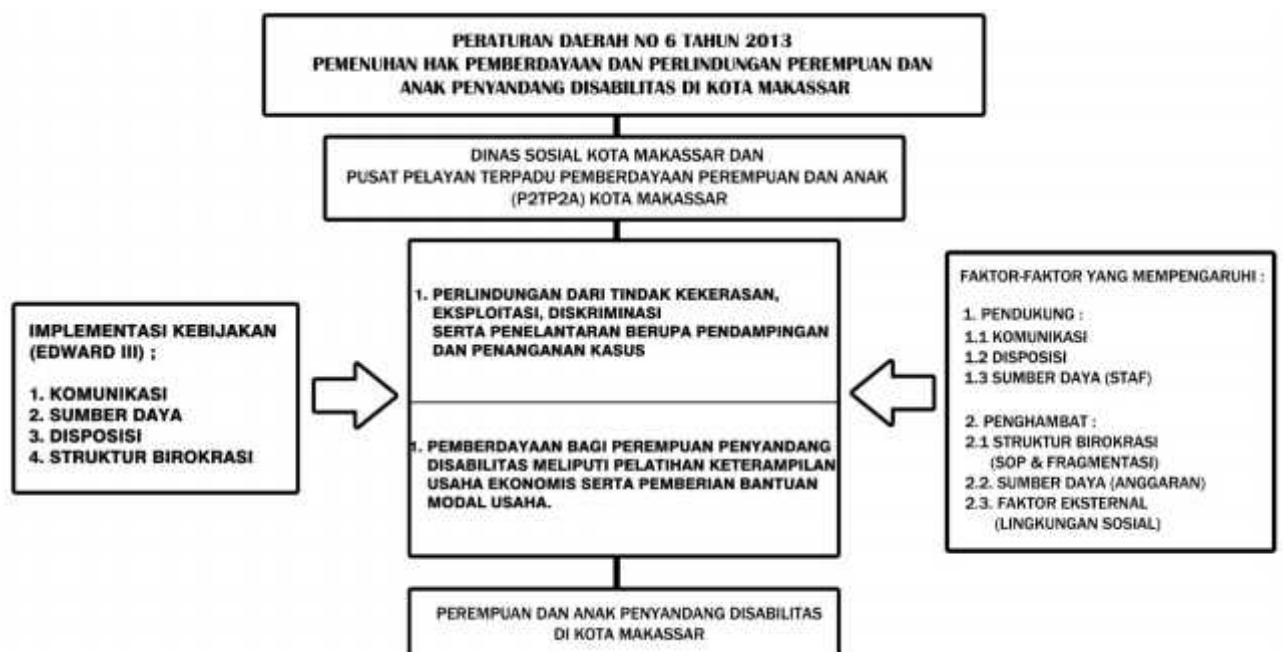 PERATURAN DAERAH NO 6 TAHUN 2013
PEMENUHAN HAK PEMBERDAYAAN DAN PERLINDUNGAN PEREMPUAN DAN
ANAK PENYANDANG DISABILITAS DI KOTA MAKASSAR
DINAS SOSIAL KOTA MAKASSAR DAN
PUSAT PELAYAN TERPADU PEMBERDAYAAN PEREMPUAN DAN ANAK
(P2TP2A) KOTA MAKASSAR
IMPLEMENTASI KEBIJAKAN
(EDWARD III) ;
1. KOMUNIKASI
2. SUMBER DAYA
3. DISPOSISI
4. STRUKTUR BIROKRASI
1. PERLINDUNGAN DARI TINDAK KEKERASAN,
EKSPLOITASI, DISKRIMINASI
SERTA PENELANTARAN BERUPA PENDAMPINGAN
DAN PENANGANAN KASUS
1. PEMBERDAYAAN BAGI PEREMPUAN PENYANDANG
DISABILITAS MELIPUTI PELATIHAN KETERAMPILAN
USAHA EKONOMIS SERTA PEMBERIAN BANTUAN
MODAL USAHA.
FAKTOR-FAKTOR YANG MEMPENGARUHI :
1. PENDUKUNG :
1.1 KOMUNIKASI
1.2 DISPOSISI
1.3 SUMBER DAYA (STAF)
2. PENGHAMBAT :
2.1 STRUKTUR BIROKRASI
(SOP & FRAGMENTASI)
2.2. SUMBER DAYA (ANGGARAN)
2.3. FAKTOR EKSTERNAL
(LINGKUNGAN SOSIAL)
PEREMPUAN DAN ANAK PENYANDANG DISABILITAS
DI KOTA MAKASSAR